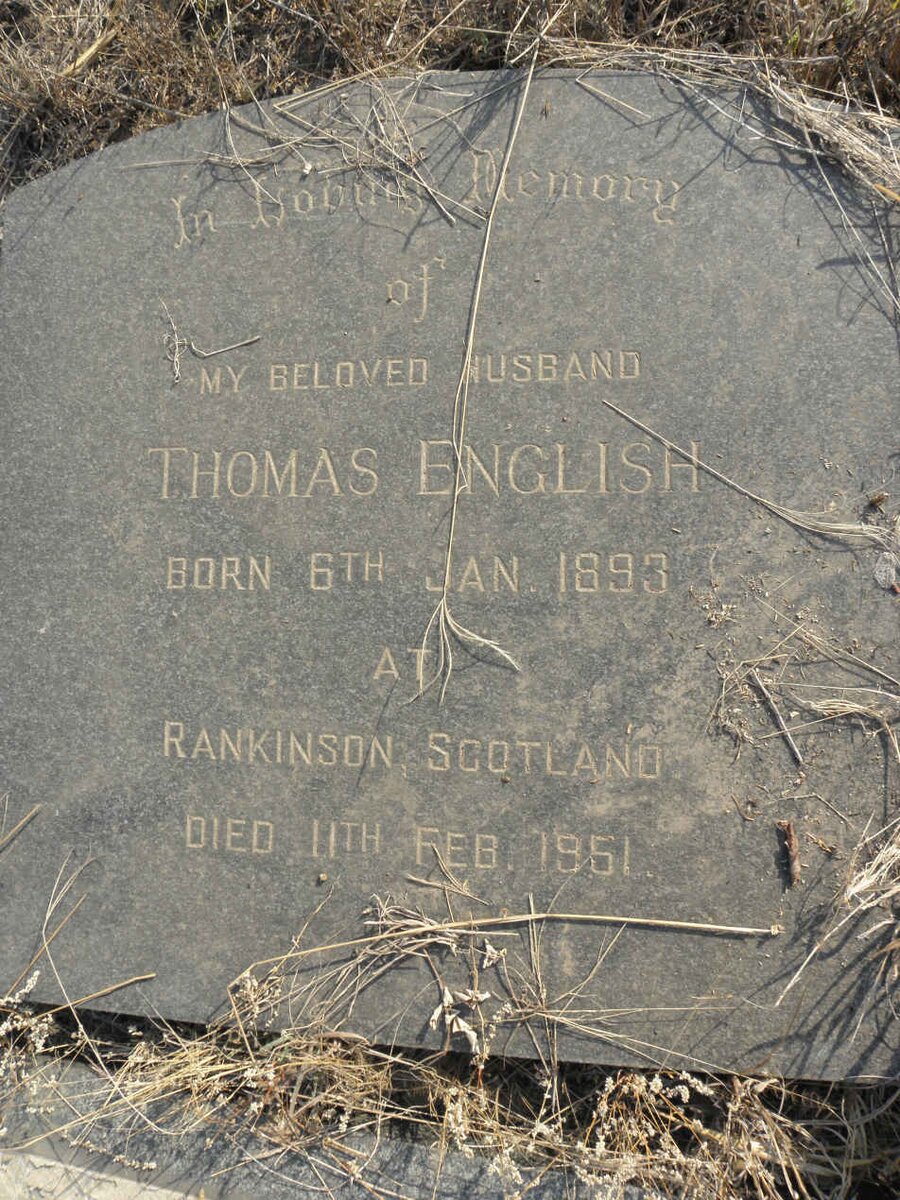 In Loving Memory
of
MY BELOVED HUSBAND
THOMAS ENGLISH
BORN 6TH JAN. 1893
AT
RANKINSON, SCOTLAND
DIED 11TH FEB. 1951.